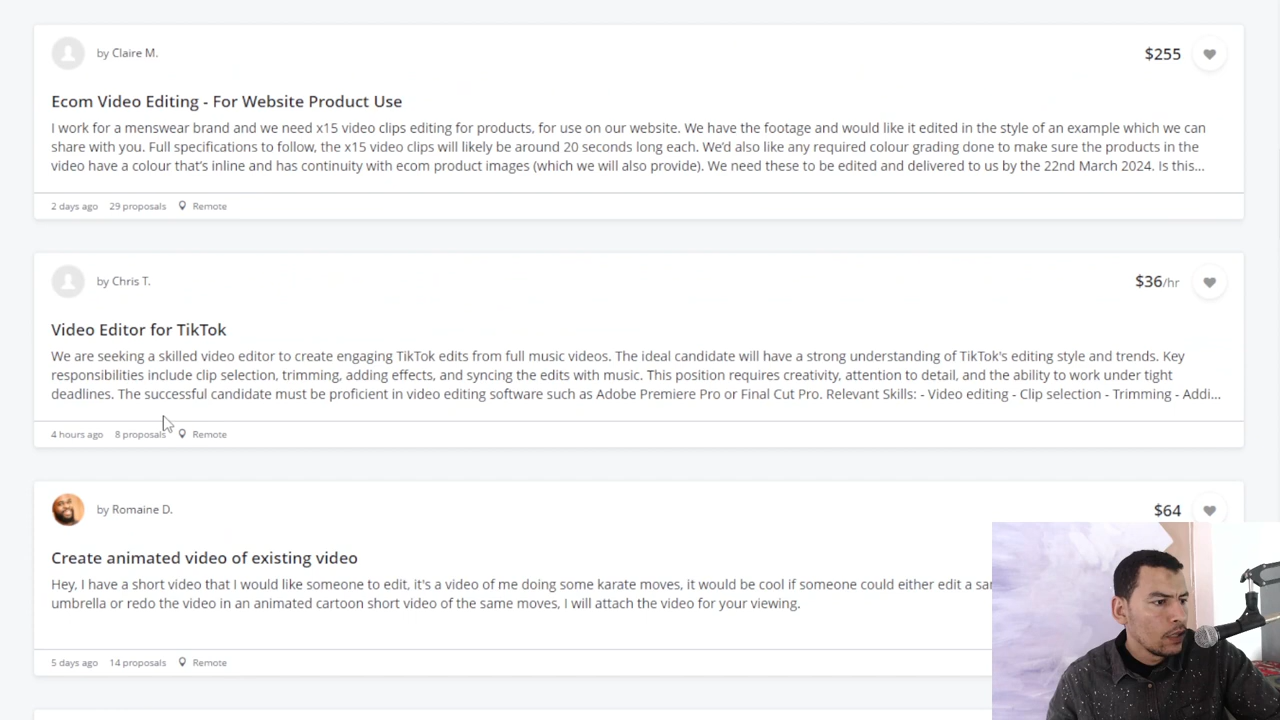 by Claire M.
$255
Ecom Video Editing - For Website Product Use
I work for a menswear brand and we need x15 video clips editing for products, for use on our website. We have the footage and would like it edited in the style of an example which we can
share with you. Full specifications to follow, the x15 video clips will likely be around 20 seconds long each. We'd also like any required colour grading done to make sure the products in the
video have a colour that's inline and has continuity with ecom product images (which we will also provide). We need these to be edited and delivered to us by the 22nd March 2024. Is this...
2 days ago 29 proposals Remote
by Chris T.
$36/hr
Video Editor for TikTok
We are seeking a skilled video editor to create engaging TikTok edits from full music videos. The ideal candidate will have a strong understanding of TikTok's editing style and trends. Key
responsibilities include clip selection, trimming, adding effects, and syncing the edits with music. This position requires creativity, attention to detail, and the ability to work under tight
deadlines. The successful candidate must be proficient in video editing software such as Adobe Premiere Pro or Final Cut Pro. Relevant Skills: - Video editing - Clip selection - Trimming - Addi...
4 hours ago 8 proposals Remote
by Romaine D.
$64
Create animated video of existing video
Hey, I have a short video that I would like someone to edit, it's a video of me doing some karate moves, it would be cool if someone could either edit a
umbrella or redo the video in an animated cartoon short video of the same moves, I will attach the video for your viewing.
5 days ago 14 proposals Remote